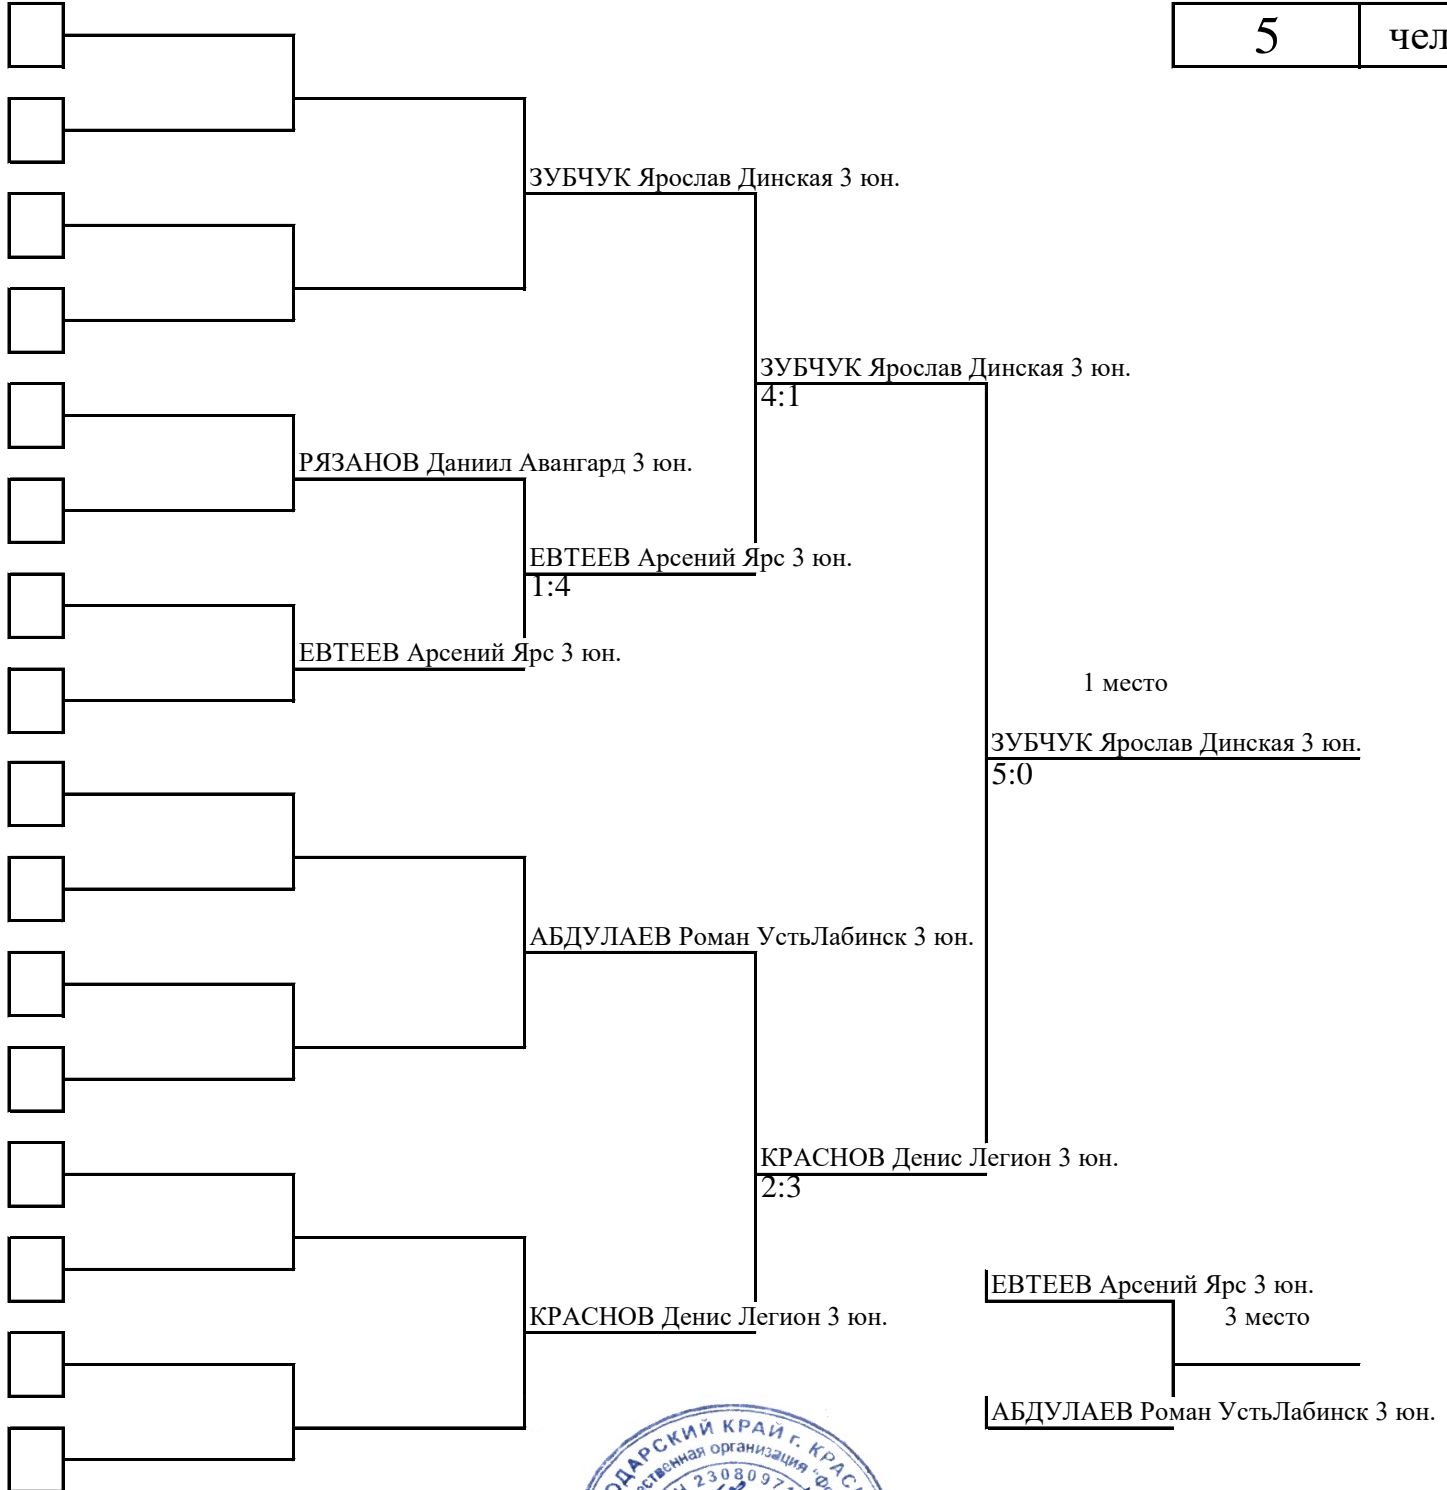 5 чел
ЗУБЧУК Ярослав Динская 3 юн.
ЗУБЧУК Ярослав Динская 3 юн.
4:1
РЯЗАНОВ Даниил Авангард 3 юн.
ЕВТЕЕВ Арсений Ярс 3 юн.
1:4
ЕВТЕЕВ Арсений Ярс 3 юн.
1 место
ЗУБЧУК Ярослав Динская 3 юн.
5:0
АБДУЛАЕВ Роман УстьЛабинск 3 юн.
КРАСНОВ Денис Легион 3 юн.
2:3
ЕВТЕЕВ Арсений Ярс 3 юн.
КРАСНОВ Денис Легион 3 юн.
3 место
АБДУЛАЕВ Роман УстьЛабинск 3 юн.
КРАЙ г.
организация